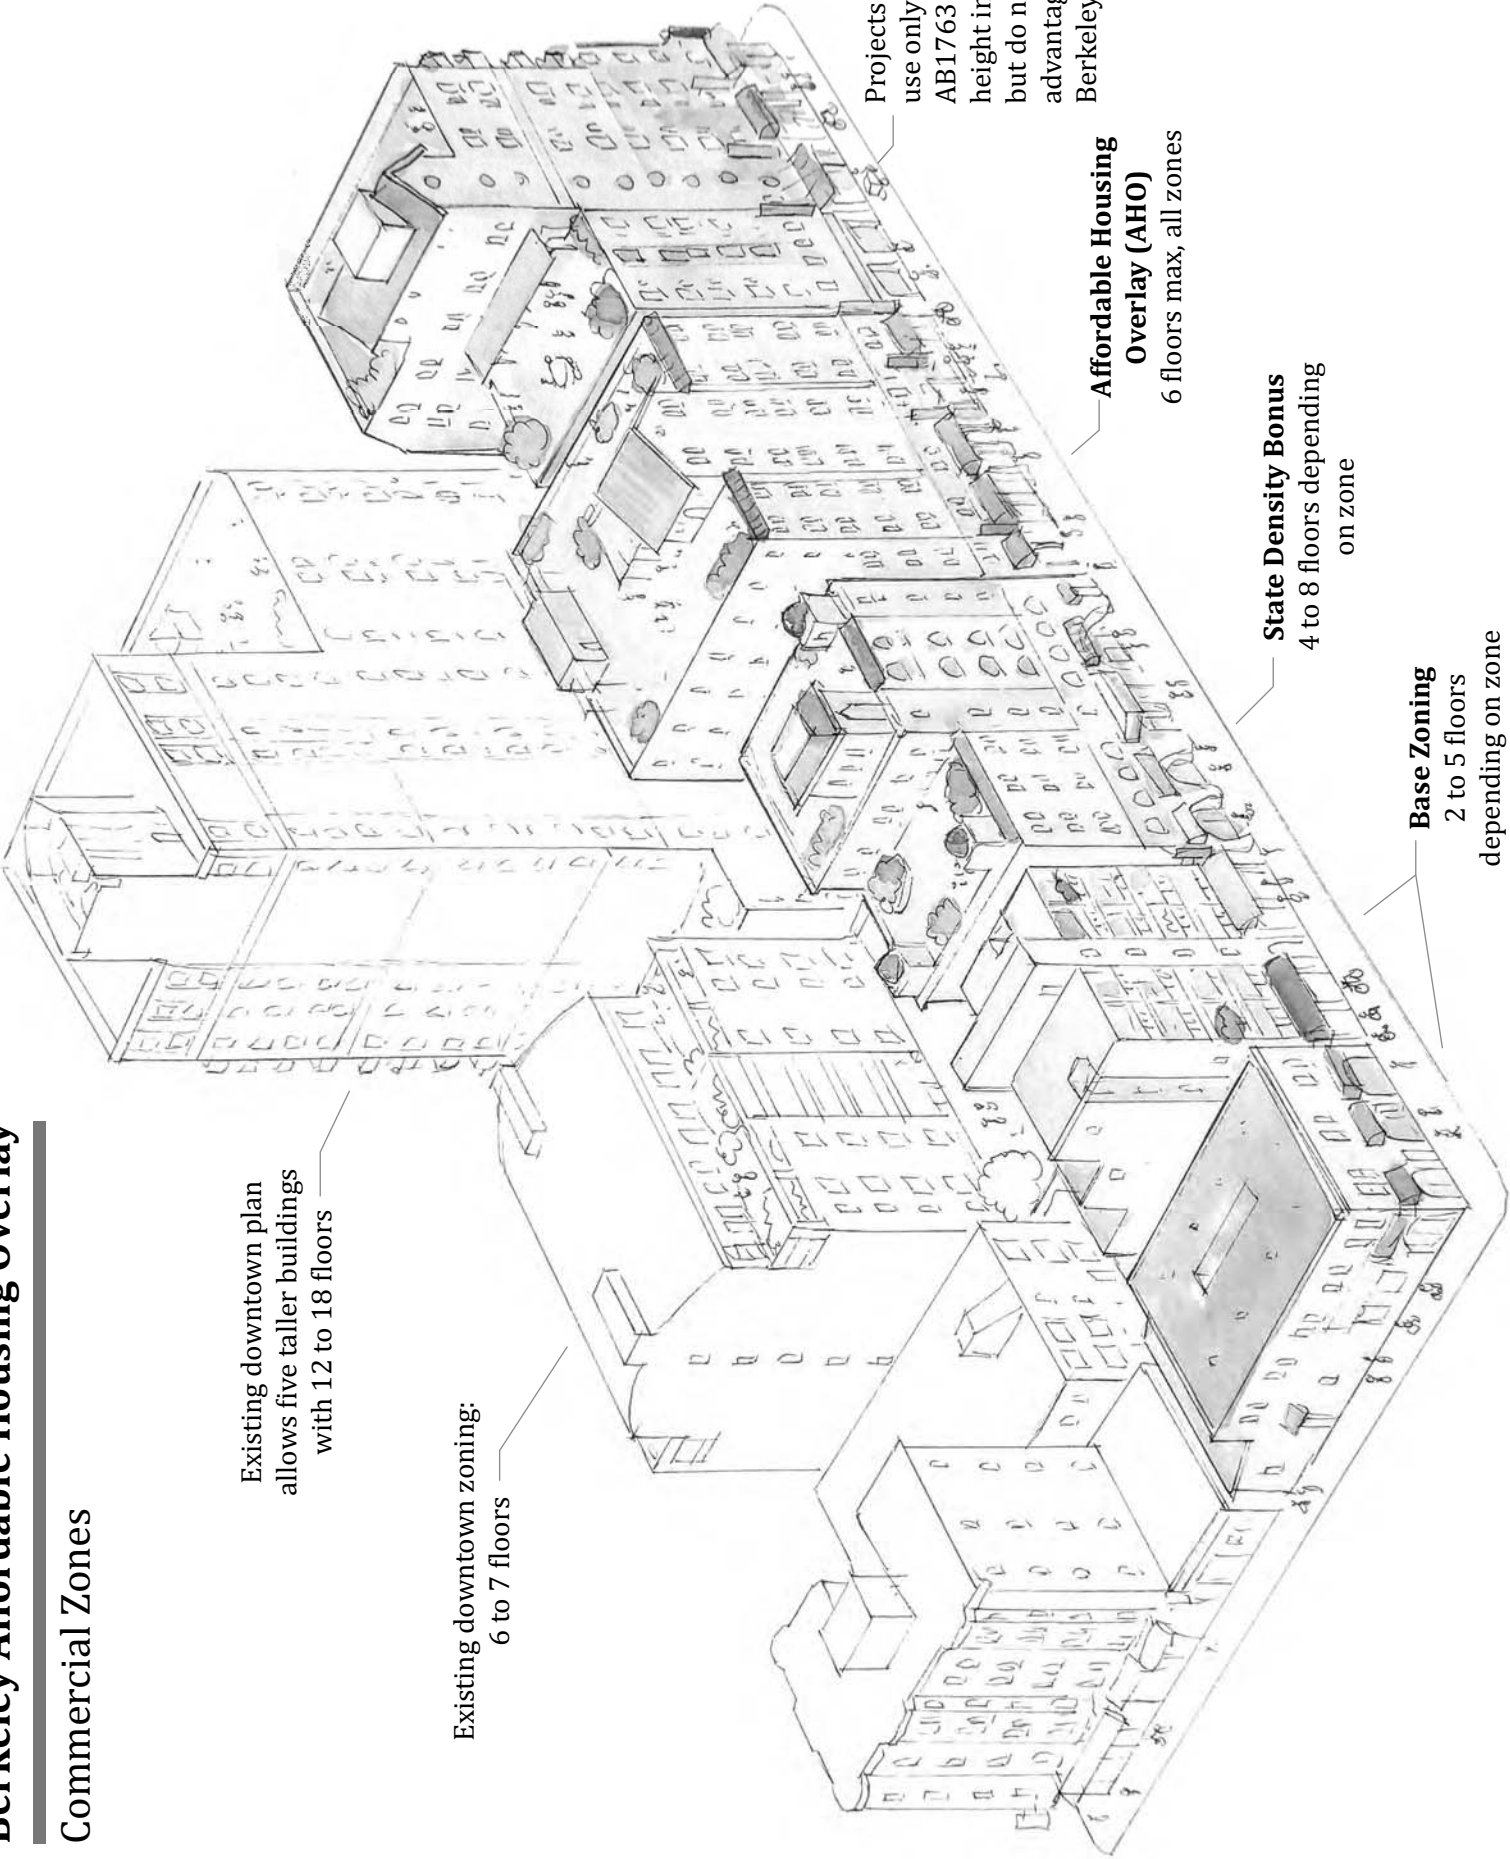 Berkeley Affordable Housing Overlay
Commercial Zones
Existing downtown plan
allows five taller buildings
with 12 to 18 floors
Existing downtown zoning:
6 to 7 floors
Projects
use only
AB1763
height in
but do n
advantag
Berkeley
Affordable Housing
Overlay (AHO)
6 floors max, all zones
State Density Bonus
4 to 8 floors depending
on zone
Base Zoning
2 to 5 floors
depending on zone